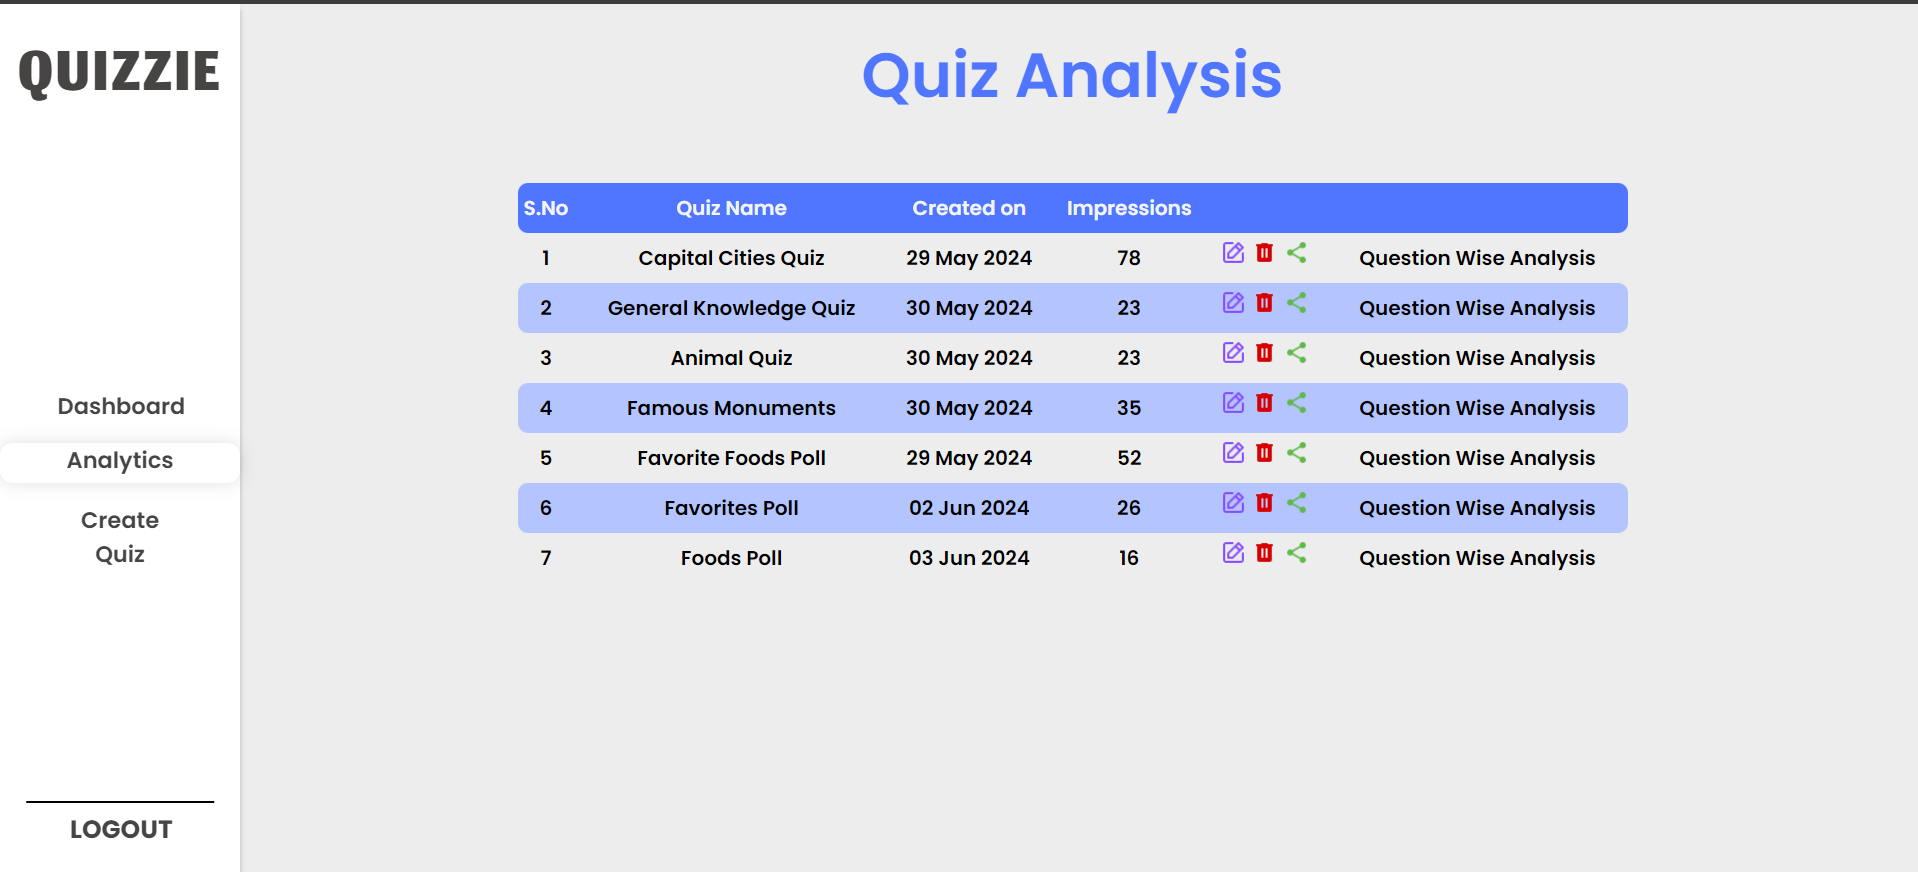 QUIZZIE
Dashboard
Analytics
Create
Quiz
LOGOUT
Quiz Analysis
S.No Quiz Name Created on Impressions
1 Capital Cities Quiz 29 May 2024 78 Question Wise Analysis
2 General Knowledge Quiz 30 May 2024 23 Question Wise Analysis
3 Animal Quiz 30 May 2024 23 Question Wise Analysis
4 Famous Monuments 30 May 2024 35 Question Wise Analysis
5 Favorite Foods Poll 29 May 2024 52 Question Wise Analysis
6 Favorites Poll 02 Jun 2024 26 Question Wise Analysis
7 Foods Poll 03 Jun 2024 16 Question Wise Analysis